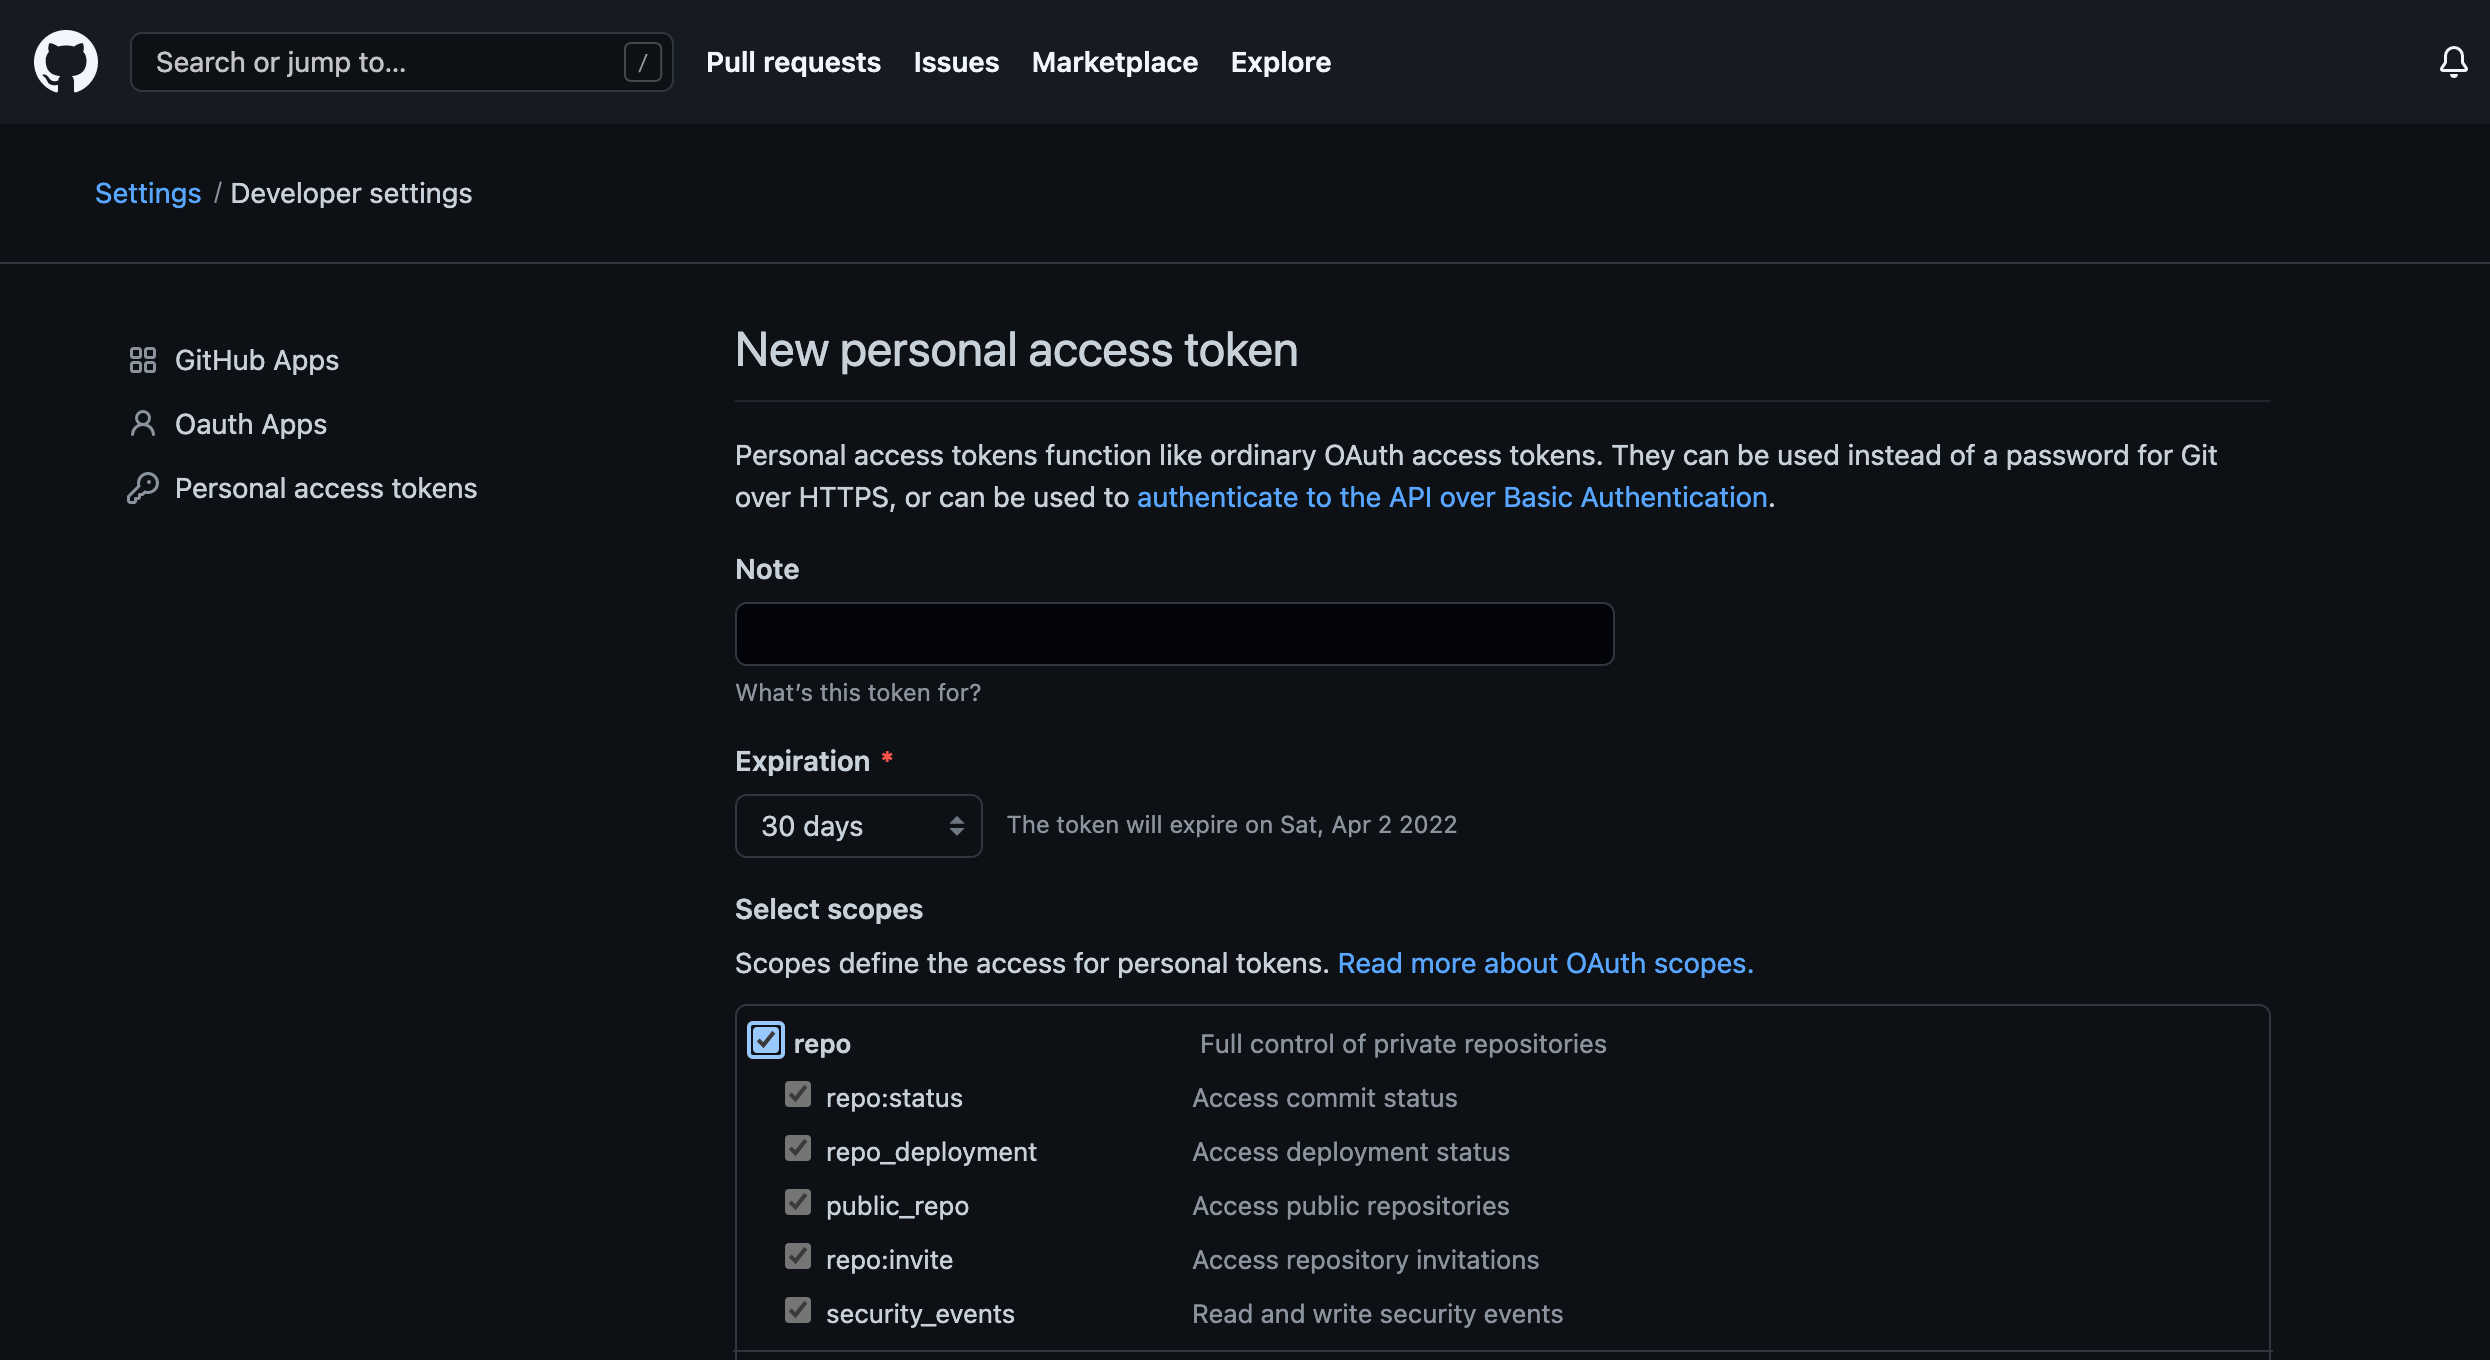 Search or jump to... /
Pull requests Issues Marketplace Explore
Settings / Developer settings
GitHub Apps
Oauth Apps
Personal access tokens
New personal access token
Personal access tokens function like ordinary OAuth access tokens. They can be used instead of a password for Git
over HTTPS, or can be used to authenticate to the API over Basic Authentication.
Note
What's this token for?
Expiration *
30 days The token will expire on Sat, Apr 2 2022
Select scopes
Scopes define the access for personal tokens. Read more about OAuth scopes.
repo Full control of private repositories
repo:status Access commit status
repo_deployment Access deployment status
public_repo Access public repositories
repo:invite Access repository invitations
security_events Read and write security events